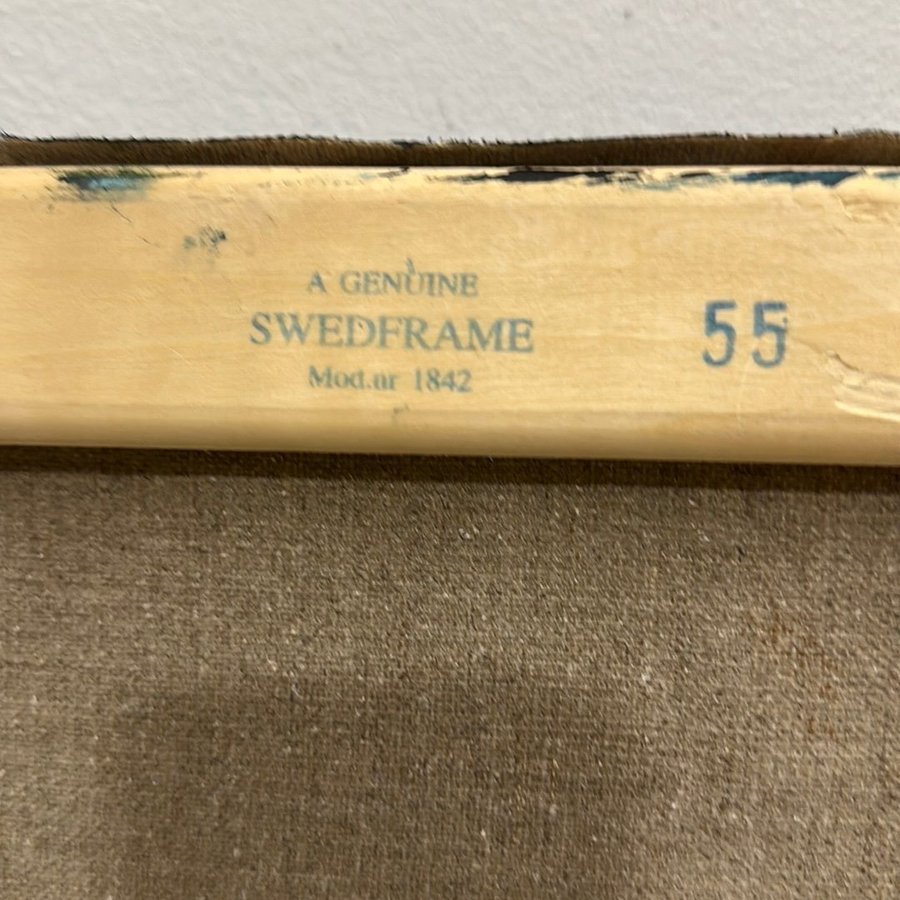 A GENUINE
SWEDFRAME
Mod.nr 1842
55